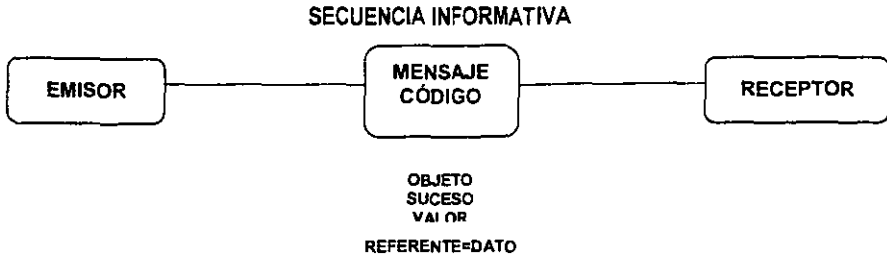 SECUENCIA INFORMATIVA
EMISOR
MENSAJE
CÓDIGO
RECEPTOR
OBJETO
SUCESO
VALOR
REFERENTE=DATO